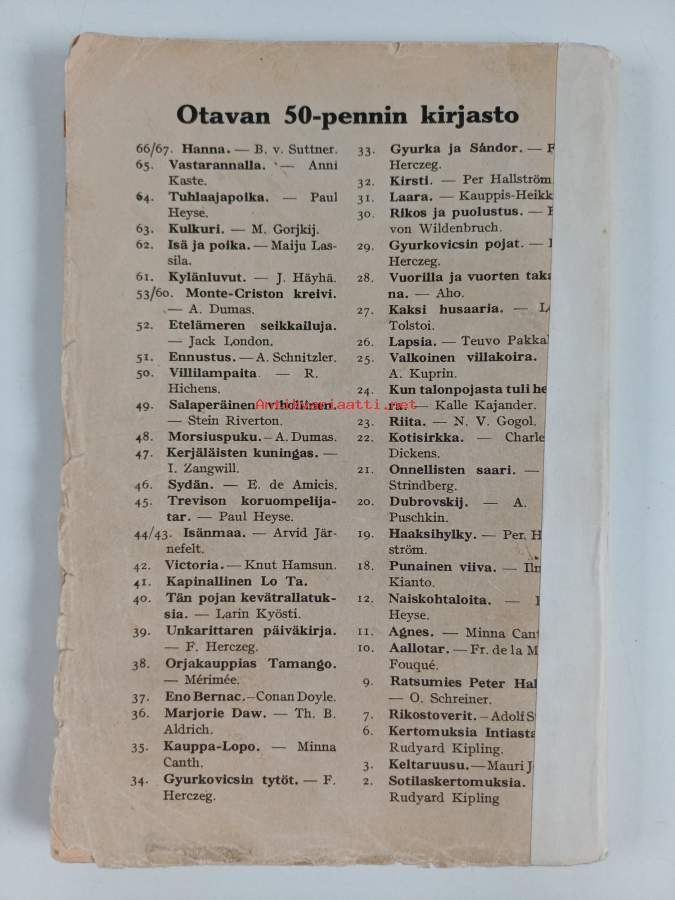 Otavan 50-pennin kirjasto
66/67. Hanna. — B. v. Suttner.
65. Vastarannalla. — Anni
Kaste.
64. Tuhlaajapoika. — Paul
Heyse.
63. Kulkuri. — M. Gorjkij.
62. Isä ja poika. — Maiju Las-
sila.
61. Kylänluvut. — J. Häyhä.
53/60. Monte-Criston kreivi.
— A. Dumas.
52. Etelämeren seikkailuja.
— Jack London.
51. Ennustus. — A. Schnitzler.
50. Villilampaita. — R.
Hichens.
49. Salaperäinen
— Stein Riverton.
48. Morsiuspuku. — A. Dumas.
47. Kerjäläisten kuningas. —
I. Zangwill.
46. Sydän. — E. de Amicis.
45. Trevison koruompelija-
tar. — Paul Heyse.
44/43. Isänmaa. — Arvid Jär-
nefelt.
42. Victoria. — Knut Hamsun.
41. Kapinallinen Lo Ta.
40. Tän pojan kevätrallatuk-
sia. — Larin Kyösti.
39. Unkarittaren päiväkirja.
— F. Herczeg.
38. Orjakauppias Tamango.
— Mérimée.
37. Eno Bernac. — Conan Doyle.
36. Marjorie Daw. — Th. B.
Aldrich.
35. Kauppa-Lopo. — Minna
Canth.
34. Gyurkovicsin tytöt. — F.
Herczeg.
33. Gyurka ja Sándor. — F
Herczeg.
32. Kirsti. — Per Hallström
31. Laara. — Kauppis-Heikk
30. Rikos ja puolustus. —
von Wildenbruch.
29. Gyurkovicsin pojat. —
Herczeg.
28. Vuorilla ja vuorten taka
na. — Aho.
27. Kaksi husaaria. — L
Tolstoi.
26. Lapsia. — Teuvo Pakka
25. Valkoinen villakoira. —
A. Kuprin.
24. Kun talonpojasta tuli he
ra. — Kalle Kajander.
23. Riita. — N. V. Gogol.
22. Kotisirkka. — Charle
Dickens.
21. Onnellisten saari. —
Strindberg.
20. Dubrovskij. — A.
Puschkin.
19. Haaksihylky. — Per. H
ström.
18. Punainen viiva. — Ilm
Kianto.
12. Naiskohtaloita. —
Heyse.
11. Agnes. — Minna Cant
10. Aallotar. — Fr. de la M
Fouqué.
9. Ratsumies Peter Hal
— O. Schreiner.
7. Rikostoverit. — Adolf S
6. Kertomuksia Intiasta
Rudyard Kipling.
3. Keltaruusu. — Mauri J
2. Sotilaskertomuksia.
Rudyard Kipling
Antikvariaatti.net